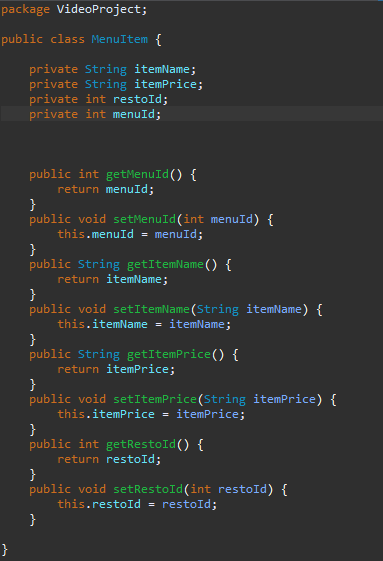 package VideoProject;
public class MenuItem {
private String itemName;
private String itemPrice;
private int restoId;
private int menuId;
public int getMenuId() {
return menuId;
}
public void setMenuId(int menuId) {
this.menuId = menuId;
}
public String getItemName() {
return itemName;
}
public void setItemName(String itemName) {
this.itemName = itemName;
}
public String getItemPrice() {
return itemPrice;
}
public void setItemPrice(String itemPrice) {
this.itemPrice = itemPrice;
}
public int getRestoId() {
return restoId;
}
public void setRestoId(int restoId) {
this.restoId = restoId;
}
}